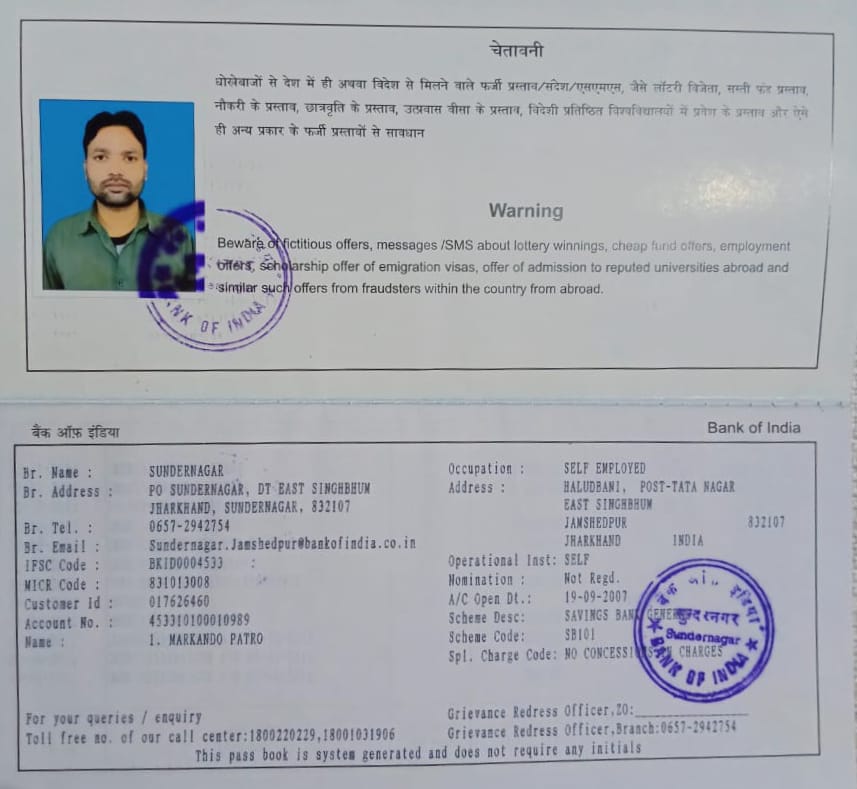 चेतावनी
धोखेबाजों से देश में ही अथवा विदेश से मिलने वाले फर्जी प्रस्ताव/संदेश/एसएमएस, जैसे लॉटरी विजेता, सस्ती फंड प्रस्ताव,
नौकरी के प्रस्ताव, छात्रवृति के प्रस्ताव, उत्प्रवास वीसा के प्रस्ताव, विदेशी प्रतिष्ठित विश्वविद्यालयों में प्रवेश के प्रस्ताव और ऐसे
ही अन्य प्रकार के फर्जी प्रस्तावों से सावधान
Warning
Beware of fictitious offers, messages /SMS about lottery winnings, cheap fund offers, employment
offers, scholarship offer of emigration visas, offer of admission to reputed universities abroad and
similar such offers from fraudsters within the country from abroad.
BANK OF INDIA
बैंक ऑफ़ इंडिया
Bank of India
Br. Name : SUNDERNAGAR
Br. Address : PO SUNDERNAGAR, DT EAST SINGHBHUM
JHARKHAND, SUNDERNAGAR, 832107
Br. Tel. : 0657-2942754
Br. Email : Sundernagar.Jamshedpur@bankofindia.co.in
IFSC Code : BKID0004533 :
MICR Code : 831013008
Customer Id : 017626460
Account No. : 453310100010989
Name : 1. MARKANDO PATRO
Occupation : SELF EMPLOYED
Address : HALUDBANI, POST-TATA NAGAR
EAST SINGHBHUM
JAMSHEDPUR 832107
JHARKHAND INDIA
Operational Inst: SELF
Nomination : Not Regd.
A/C Open Dt.: 19-09-2007
Scheme Desc: SAVINGS BANK
Scheme Code: SB101
Spl. Charge Code: NO CONCESSIONS CHARGES
बैंक इंडिया
सुन्दरनगर
Sundernagar
BANK OF INDIA
For your queries / enquiry
Toll free no. of our call center:1800220229,18001031906
Grievance Redress Officer,ZO:
Grievance Redress Officer,Branch:0657-2942754
This pass book is system generated and does not require any initials